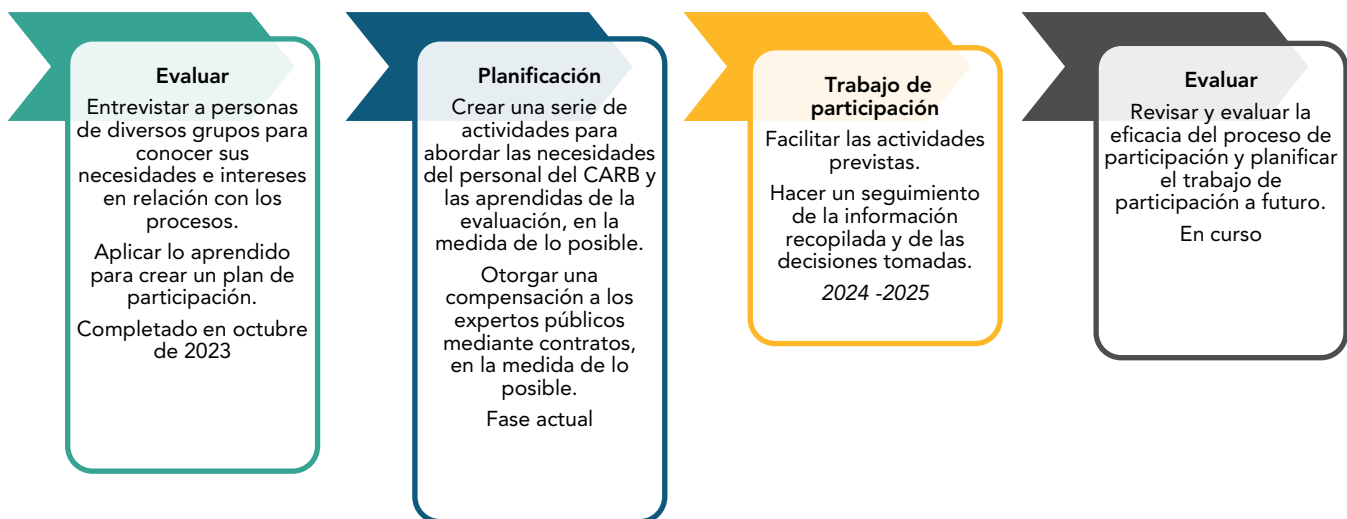 Evaluar
Entrevistar a personas
de diversos grupos para
conocer sus
necesidades e intereses
en relación con los
procesos.
Aplicar lo aprendido
para crear un plan de
participación.
Completado en octubre
de 2023
Planificación
Crear una serie de
actividades para
abordar las necesidades
del personal del CARB y
las aprendidas de la
evaluación, en la
medida de lo posible.
Otorgar una
compensación a los
expertos públicos
mediante contratos,
en la medida de lo
posible.
Fase actual
Trabajo de
participación
Facilitar las actividades
previstas.
Hacer un seguimiento
de la información
recopilada y de las
decisiones tomadas.
2024 -2025
Evaluar
Revisar y evaluar la
eficacia del proceso de
participación y planificar
el trabajo de
participación a futuro.
En curso